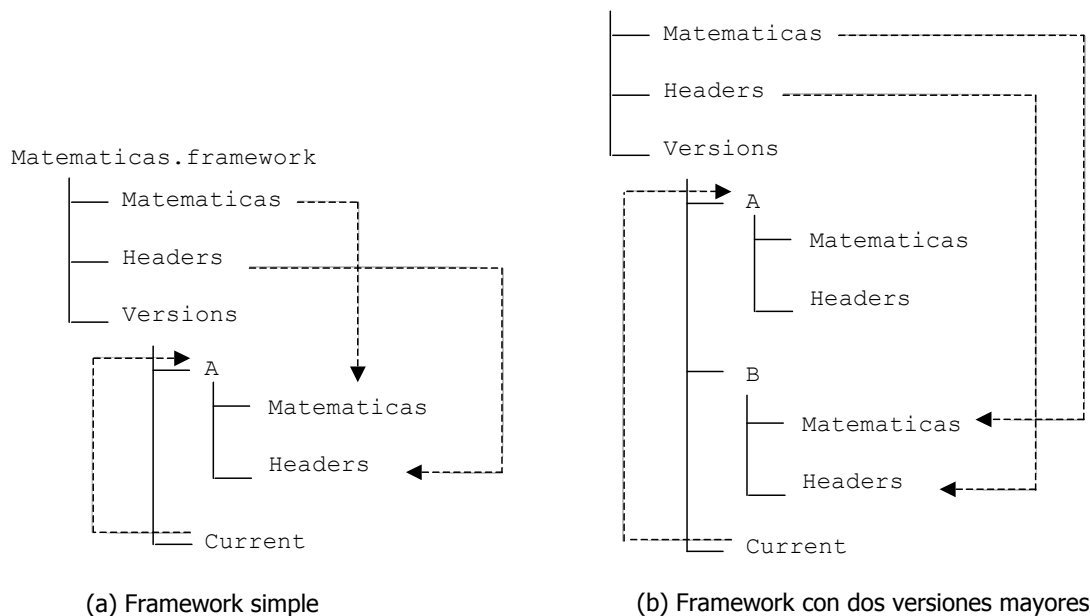 Matematicas.framework
Matematicas
Headers
Versions
A
Matematicas
Headers
Current
(a) Framework simple
Matematicas
Headers
Versions
A
Matematicas
Headers
B
Matematicas
Headers
Current
(b) Framework con dos versiones mayores